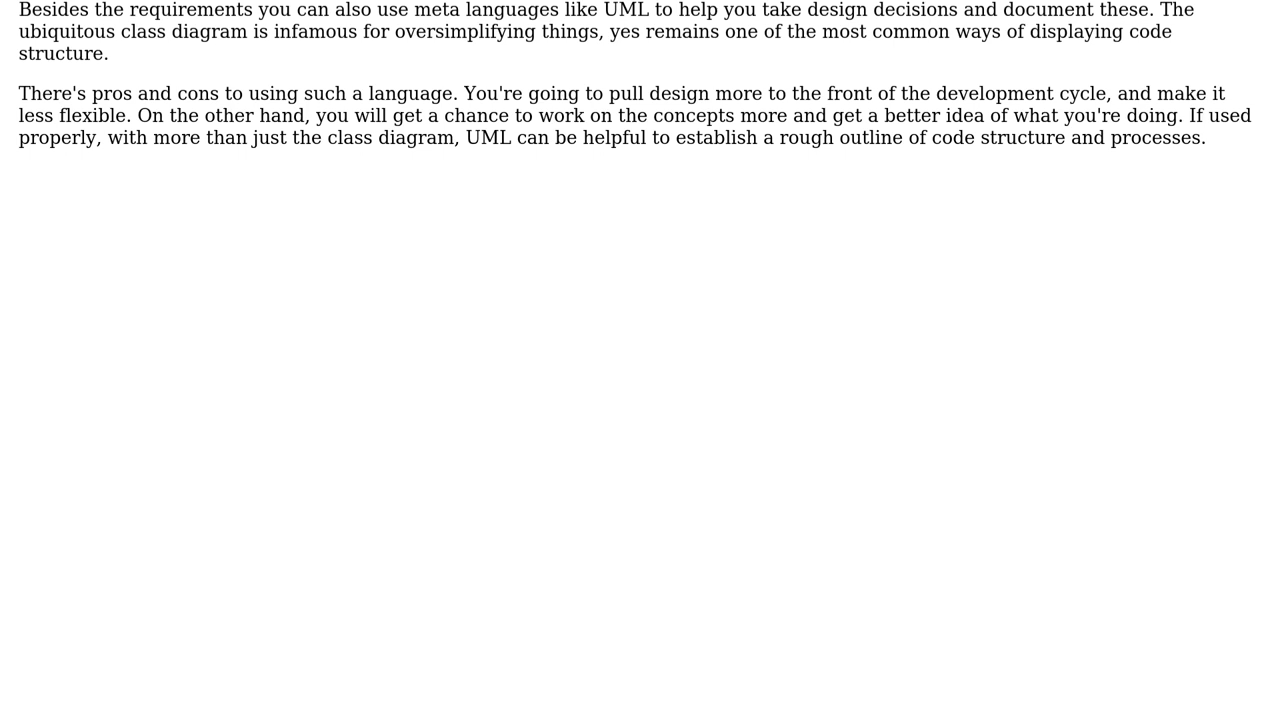 Besides the requirements you can also use meta languages like UML to help you take design decisions and document these. The
ubiquitous class diagram is infamous for oversimplifying things, yes remains one of the most common ways of displaying code
structure.
There's pros and cons to using such a language. You're going to pull design more to the front of the development cycle, and make it
less flexible. On the other hand, you will get a chance to work on the concepts more and get a better idea of what you're doing. If used
properly, with more than just the class diagram, UML can be helpful to establish a rough outline of code structure and processes.